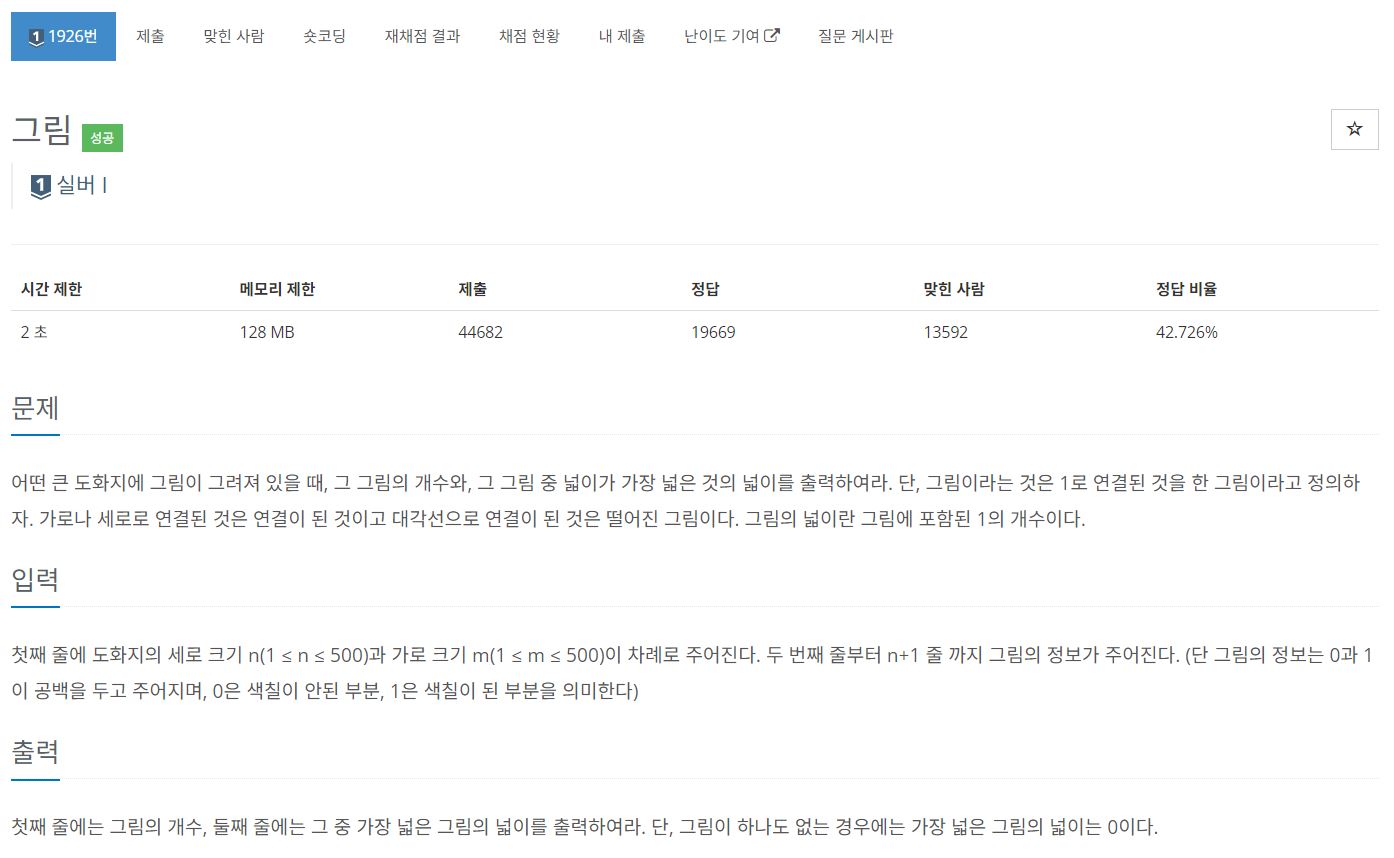 1 1926번 제출 맞힌 사람 숏코딩 재채점 결과 채점 현황 내 제출 난이도 기여 질문 게시판
그림 성공
1 실버 I
시간 제한 메모리 제한 제출 정답 맞힌 사람 정답 비율
2 초 128 MB 44682 19669 13592 42.726%
문제
어떤 큰 도화지에 그림이 그려져 있을 때, 그 그림의 개수와, 그 그림 중 넓이가 가장 넓은 것의 넓이를 출력하여라. 단, 그림이라는 것은 1로 연결된 것을 한 그림이라고 정의하
자. 가로나 세로로 연결된 것은 연결이 된 것이고 대각선으로 연결이 된 것은 떨어진 그림이다. 그림의 넓이란 그림에 포함된 1의 개수이다.
입력
첫째 줄에 도화지의 세로 크기 n(1 ≤ n ≤ 500)과 가로 크기 m(1 ≤ m ≤ 500)이 차례로 주어진다. 두 번째 줄부터 n+1 줄 까지 그림의 정보가 주어진다. (단 그림의 정보는 0과 1
이 공백을 두고 주어지며, 0은 색칠이 안된 부분, 1은 색칠이 된 부분을 의미한다)
출력
첫째 줄에는 그림의 개수, 둘째 줄에는 그 중 가장 넓은 그림의 넓이를 출력하여라. 단, 그림이 하나도 없는 경우에는 가장 넓은 그림의 넓이는 0이다.